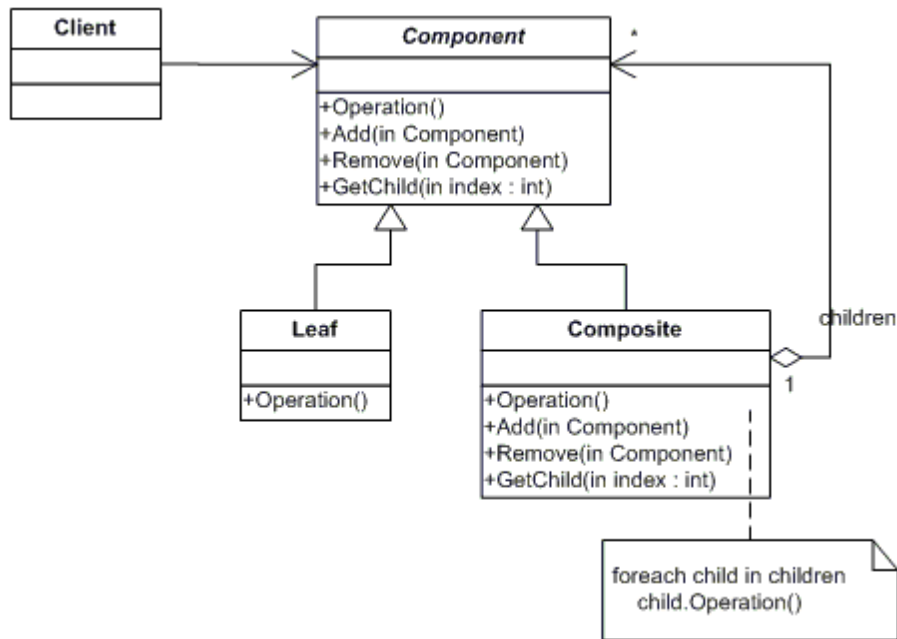 Client
Component
*
+Operation()
+Add(in Component)
+Remove(in Component)
+GetChild(in index : int)
children
Leaf
+Operation()
Composite
1
+Operation()
+Add(in Component)
+Remove(in Component)
+GetChild(in index : int)
foreach child in children
child.Operation()